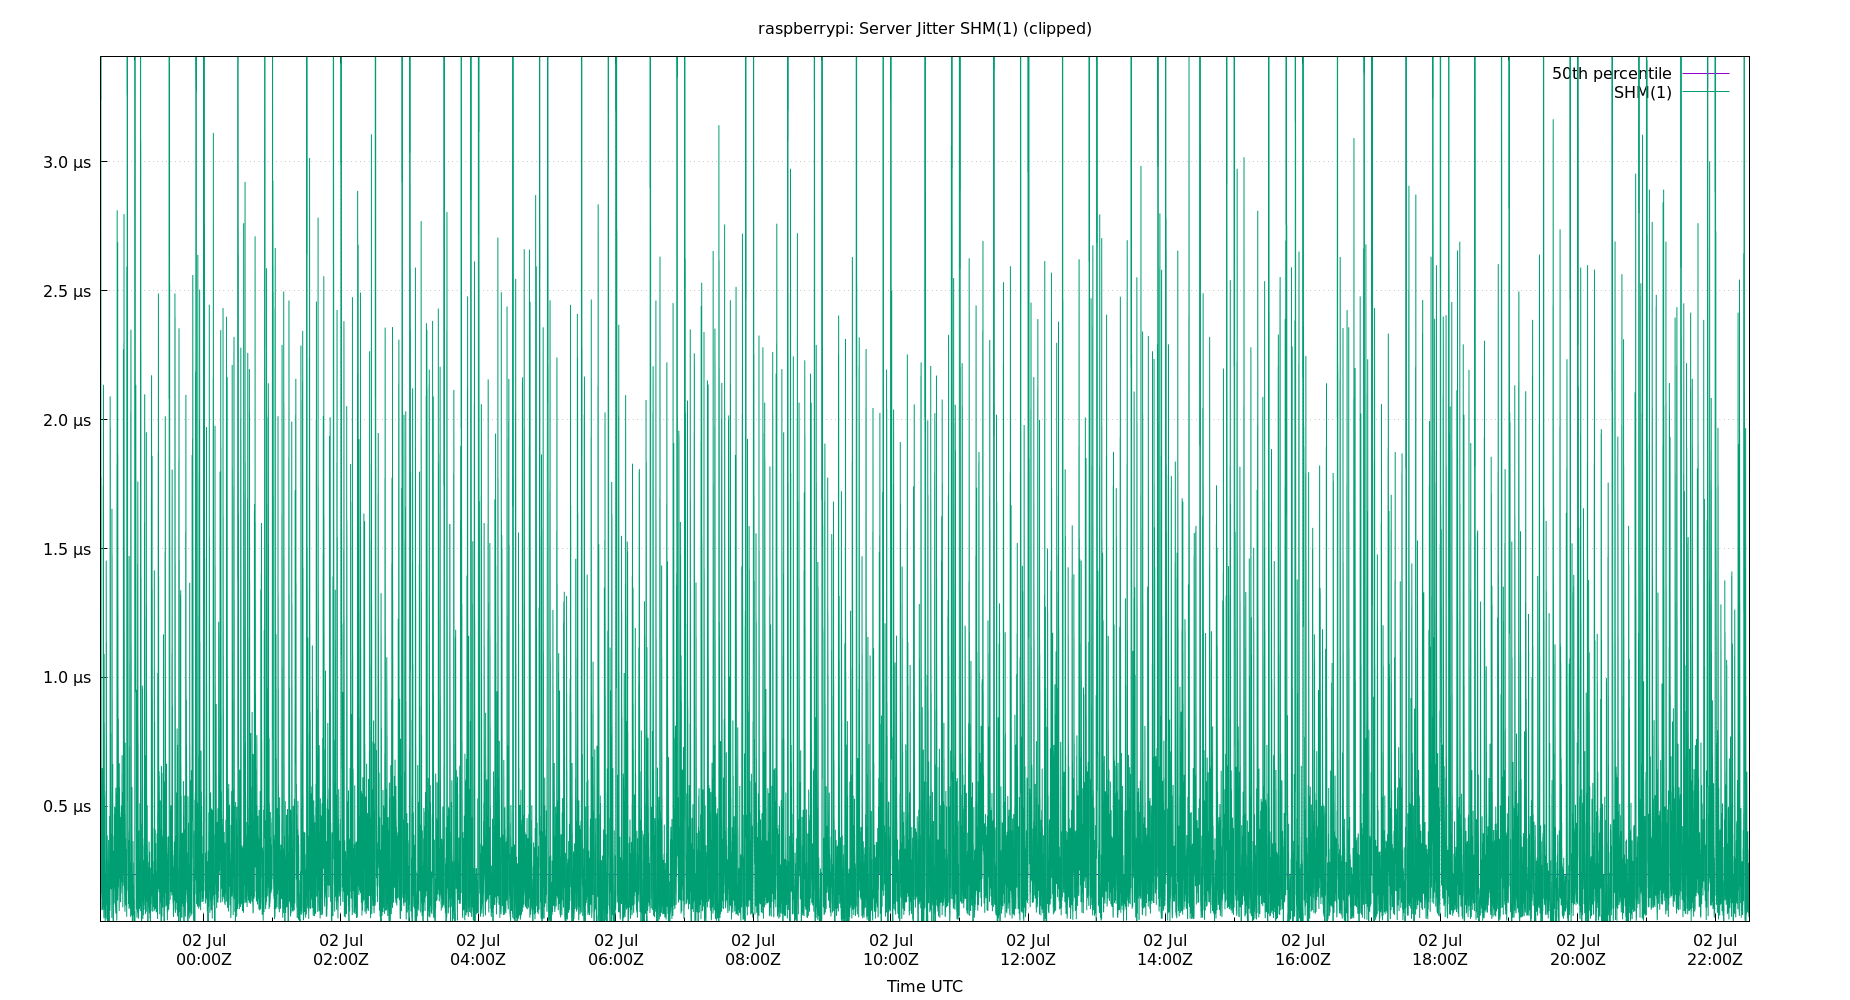 raspberrypi: Server Jitter SHM(1) (clipped)
50th percentile
SHM(1)
3.0 µs
2.5 µs
2.0 µs
1.5 µs
1.0 µs
0.5 µs
02 Jul 02 Jul 02 Jul 02 Jul 02 Jul 02 Jul 02 Jul 02 Jul 02 Jul 02 Jul 02 Jul 02 Jul
00:00Z 02:00Z 04:00Z 06:00Z 08:00Z 10:00Z 12:00Z 14:00Z 16:00Z 18:00Z 20:00Z 22:00Z
Time UTC